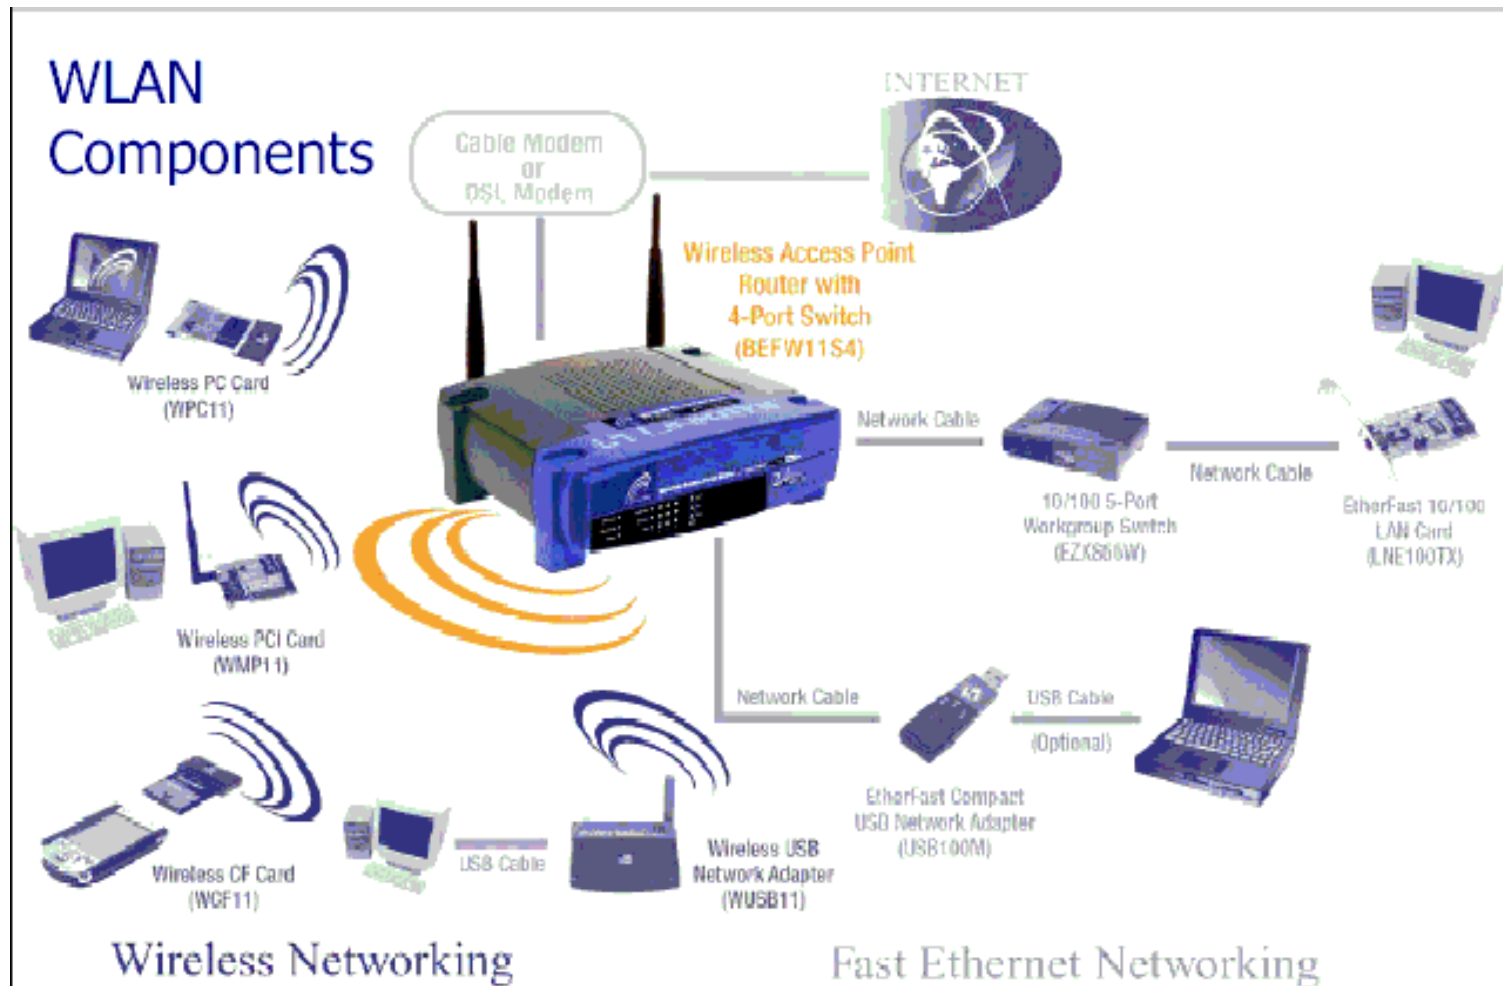 WLAN
Components
INTERNET
Cable Modem
or
DSL Modem
Wireless Access Point
Router with
4-Port Switch
(BEFW11S4)
Wireless PC Card
(WPC11)
Network Cable
10/100 5-Port
Workgroup Switch
Network Cable
EtherFast 10/100
LAN Card
(LNE100TX)
Wireless PCI Card
(WMP11)
Network Cable
USB Cable
(Optional)
EtherFast Compact
USB Network Adapter
(USB100M)
Wireless CF Card
(WCF11)
USB Cable
Wireless USB
Network Adapter
(WUSB11)
Wireless Networking
Fast Ethernet Networking